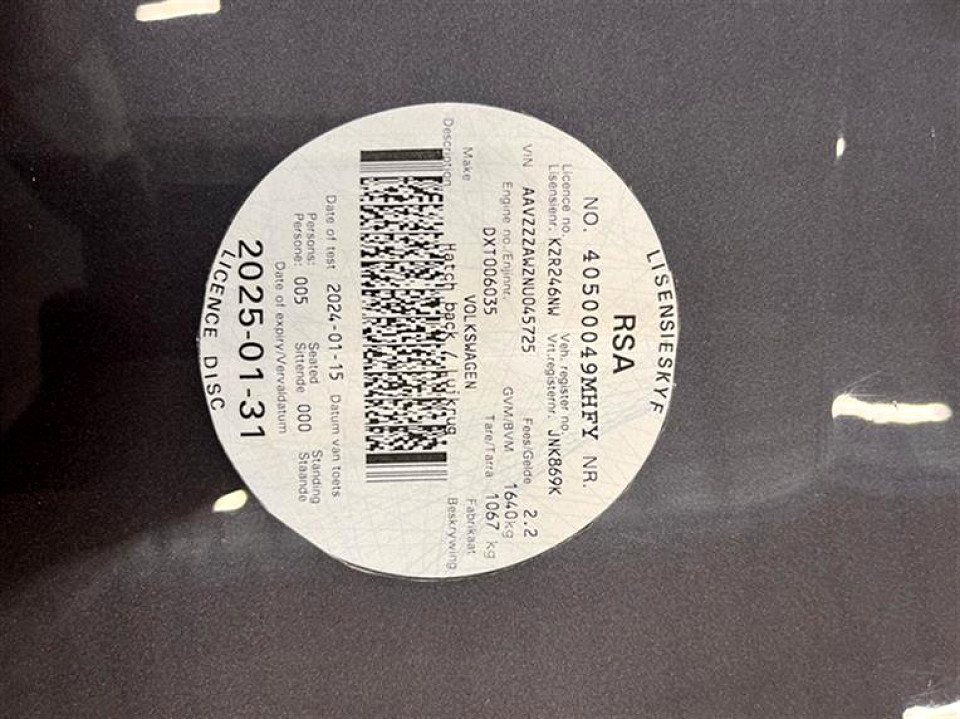 LISENSIESKYF
RSA
NO. 40500049MHFY NR.
Licence no. Veh. register no.
Lisensienr. KZR246NW Vrt.registernr. JNK869K
VIN AAVZZZAWZNU045725 Fees/Gelde 2.2
Engine no./Enjinnr. GVM/BVM 1640kg
DXT006035 Tare/Tarra 1067 kg
Make VOLKSWAGEN Fabrikaat
Description Hatch back / Luikrug Beskrywing
Date of test 2024-01-15 Datum van toets
Persons: Seated Standing
Persone: 005 Sittende 000 Staande
Date of expiry/Vervaldatum
2025-01-31
LICENCE DISC